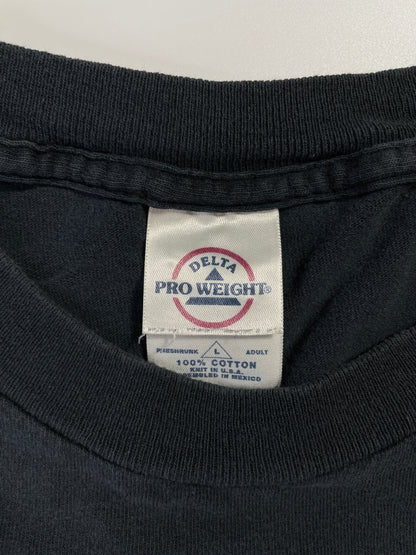 DELTA
PRO WEIGHT®
PRESHRUNK L ADULT
100% COTTON
KNIT IN U.S.A.
ASSEMBLED IN MEXICO